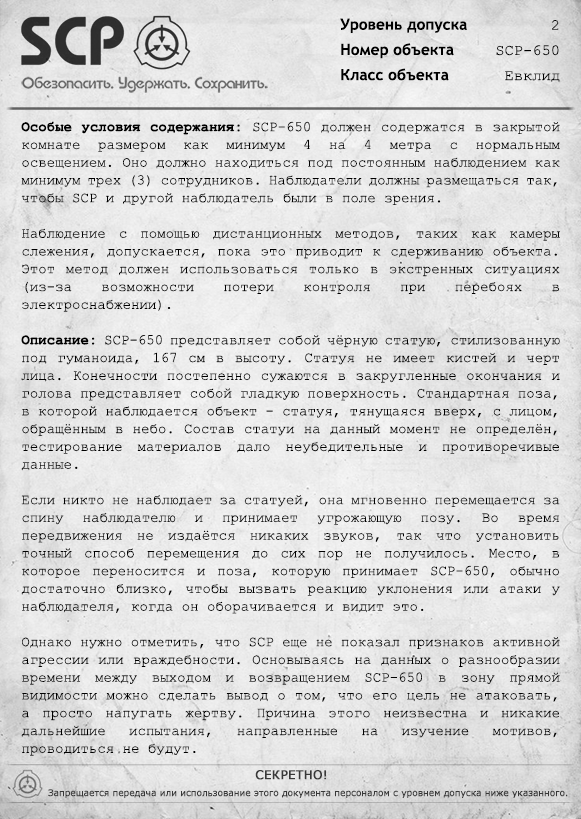 SCP
Обезопасить. Удержать. Сохранить.
Уровень допуска 2
Номер объекта SCP-650
Класс объекта Евклид
Особые условия содержания: SCP-650 должен содержатся в закрытой
комнате размером как минимум 4 на 4 метра с нормальным
освещением. Оно должно находиться под постоянным наблюдением как
минимум трех (3) сотрудников. Наблюдатели должны размещаться так,
чтобы SCP и другой наблюдатель были в поле зрения.
Наблюдение с помощью дистанционных методов, таких как камеры
слежения, допускается, пока это приводит к сдерживанию объекта.
Этот метод должен использоваться только в экстренных ситуациях
(из-за возможности потери контроля при перебоях в
электроснабжении).
Описание: SCP-650 представляет собой чёрную статую, стилизованную
под гуманоида, 167 см в высоту. Статуя не имеет кистей и черт
лица. Конечности постепенно сужаются в закругленные окончания и
голова представляет собой гладкую поверхность. Стандартная поза,
в которой наблюдается объект - статуя, тянущаяся вверх, с лицом,
обращённым в небо. Состав статуи на данный момент не определён,
тестирование материалов дало неубедительные и противоречивые
данные.
Если никто не наблюдает за статуей, она мгновенно перемещается за
спину наблюдателю и принимает угрожающую позу. Во время
передвижения не издаётся никаких звуков, так что установить
точный способ перемещения до сих пор не получилось. Место, в
которое переносится и поза, которую принимает SCP-650, обычно
достаточно близко, чтобы вызвать реакцию уклонения или атаки у
наблюдателя, когда он оборачивается и видит это.
Однако нужно отметить, что SCP еще не показал признаков активной
агрессии или враждебности. Основываясь на данных о разнообразии
времени между выходом и возвращением SCP-650 в зону прямой
видимости можно сделать вывод о том, что его цель не атаковать,
а просто напугать жертву. Причина этого неизвестна и никакие
дальнейшие испытания, направленные на изучение мотивов,
проводиться не будут.
СЕКРЕТНО!
Запрещается передача или использование этого документа персоналом с уровнем допуска ниже указанного.